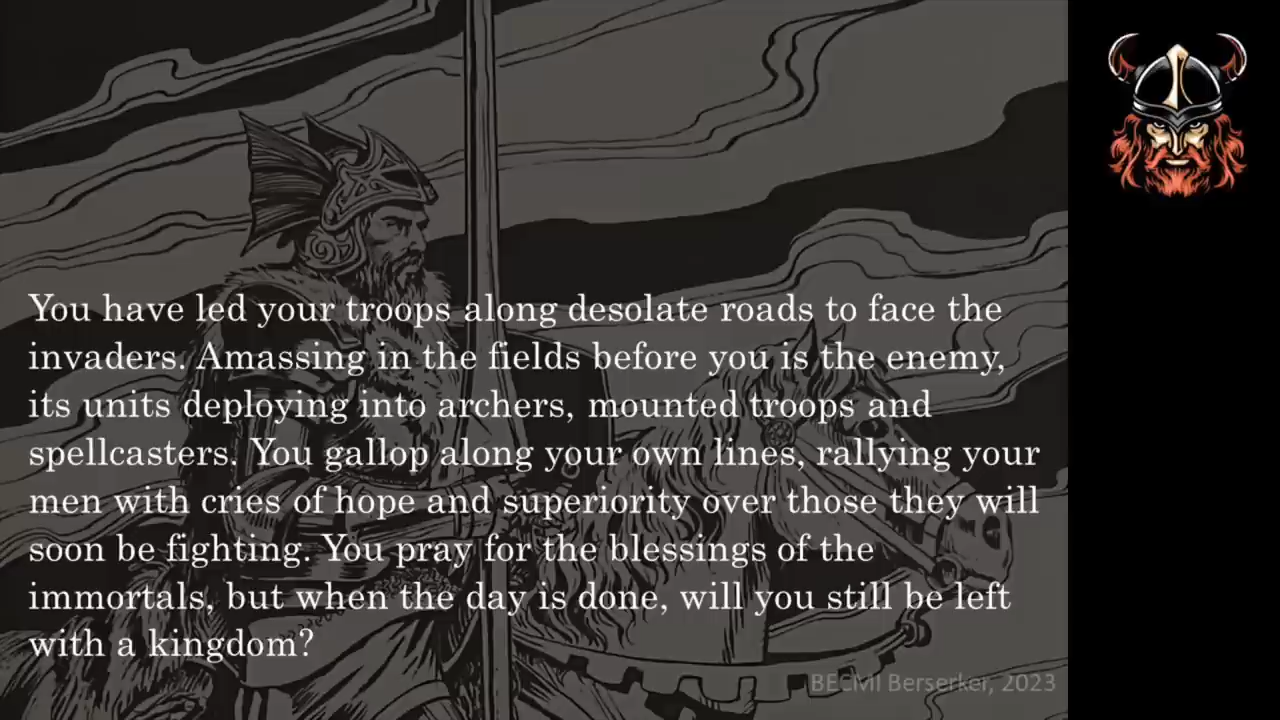 You have led your troops along desolate roads to face the
invaders. Amassing in the fields before you is the enemy,
its units deploying into archers, mounted troops and
spellcasters. You gallop along your own lines, rallying your
men with cries of hope and superiority over those they will
soon be fighting. You pray for the blessings of the
immortals, but when the day is done, will you still be left
with a kingdom?
BECMI Berserker, 2023